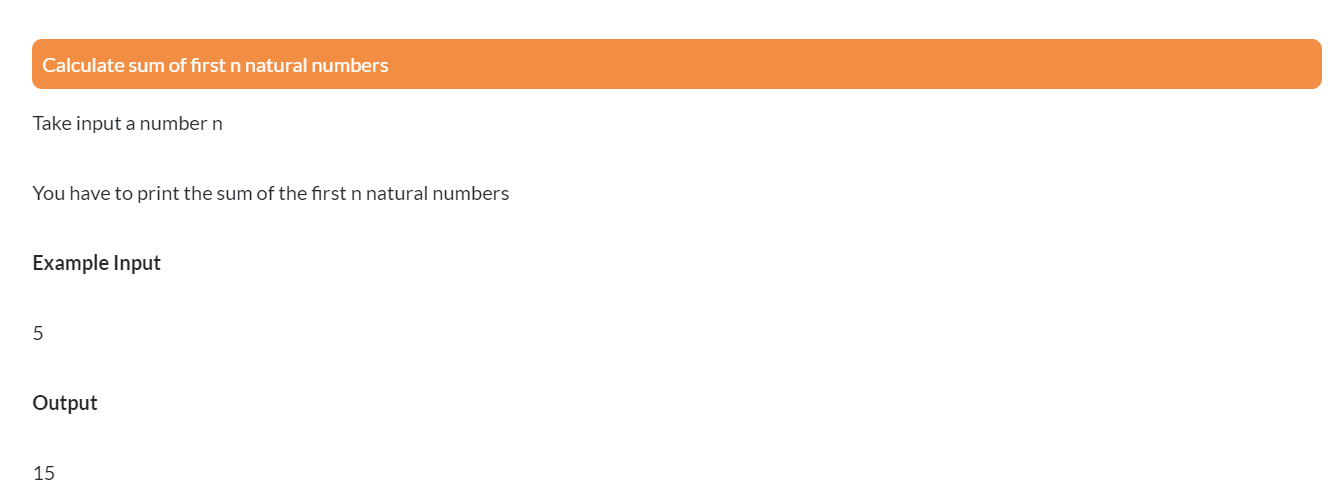 Calculate sum of first n natural numbers
Take input a number n
You have to print the sum of the first n natural numbers
Example Input
5
Output
15